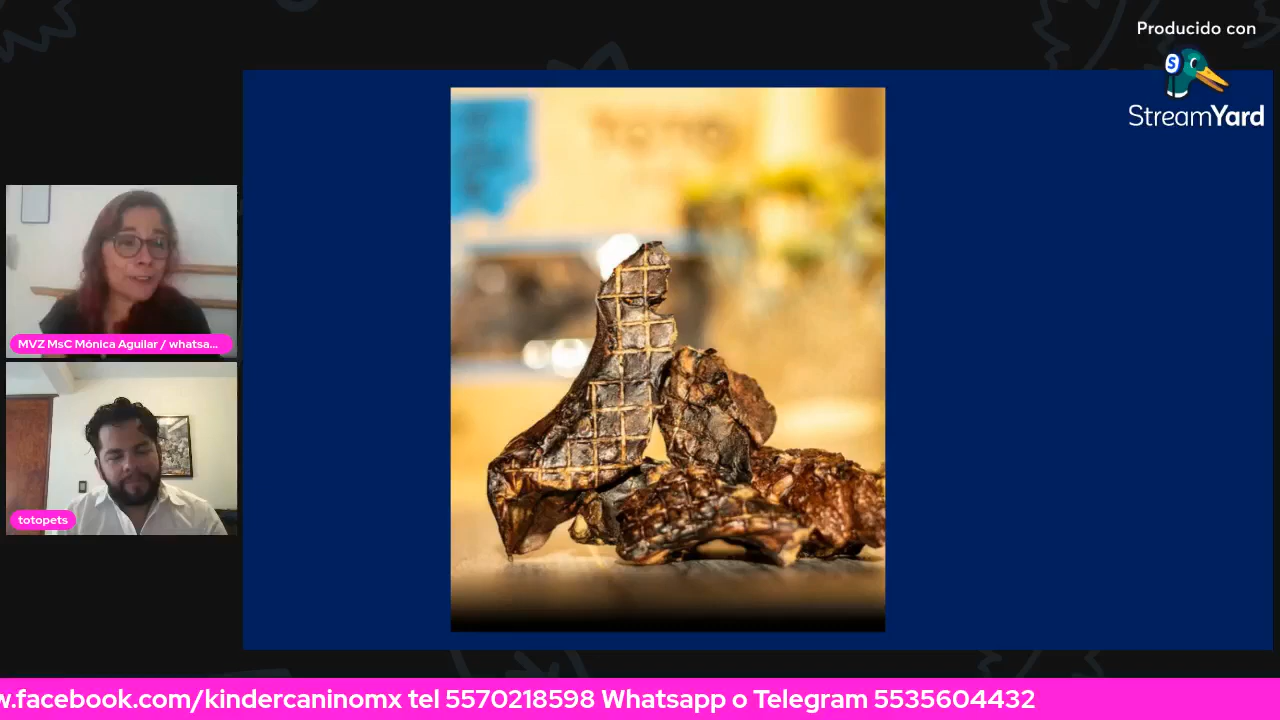 Producido con
StreamYard
MVZ MsC Mónica Aguilar / whatsa...
totopets
w.facebook.com/kindercaninomx tel 5570218598 Whatsapp o Telegram 5535604432